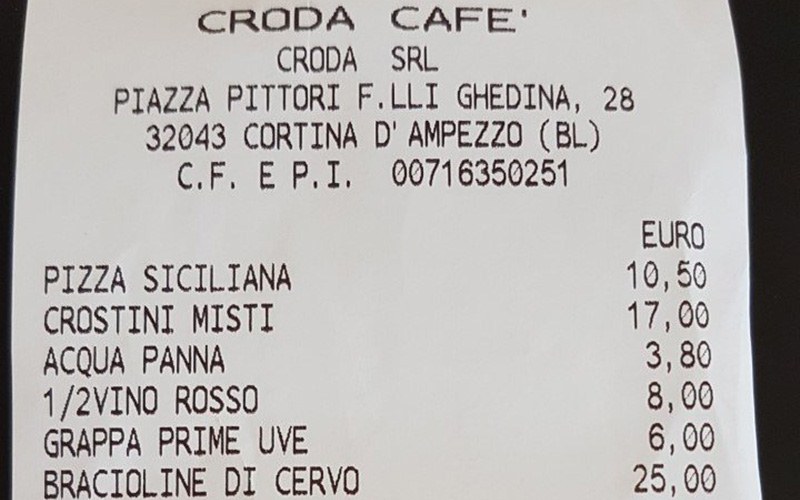 CRODA CAFE'
CRODA SRL
PIAZZA PITTORI F.LLI GHEDINA, 28
32043 CORTINA D'AMPEZZO (BL)
C.F. E P.I. 00716350251
EURO
PIZZA SICILIANA 10,50
CROSTINI MISTI 17,00
ACQUA PANNA 3,80
1/2VINO ROSSO 8,00
GRAPPA PRIME UVE 6,00
BRACIOLINE DI CERVO 25,00